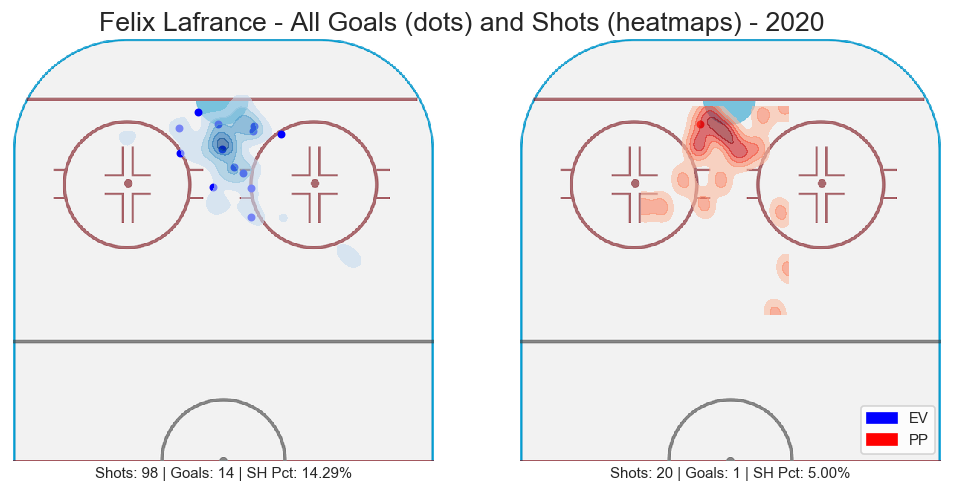 Felix Lafrance - All Goals (dots) and Shots (heatmaps) - 2020
EV
PP
Shots: 98 | Goals: 14 | SH Pct: 14.29%
Shots: 20 | Goals: 1 | SH Pct: 5.00%